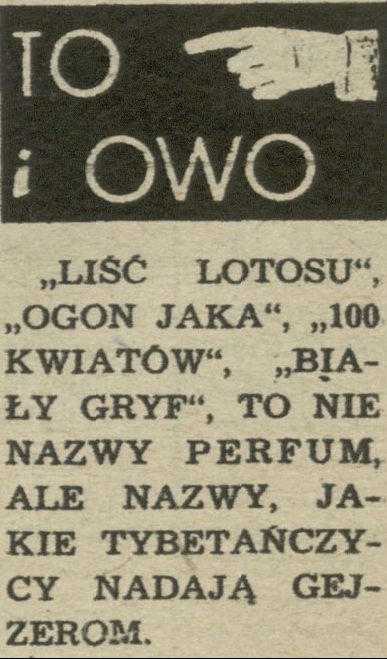 TO
i OWO
„LIŚĆ LOTOSU“,
„OGON JAKA“, „100
KWIATÓW“, „BIA-
ŁY GRYF“, TO NIE
NAZWY PERFUM,
ALE NAZWY, JA-
KIE TYBETAŃCZY-
CY NADAJĄ GEJ-
ZEROM.